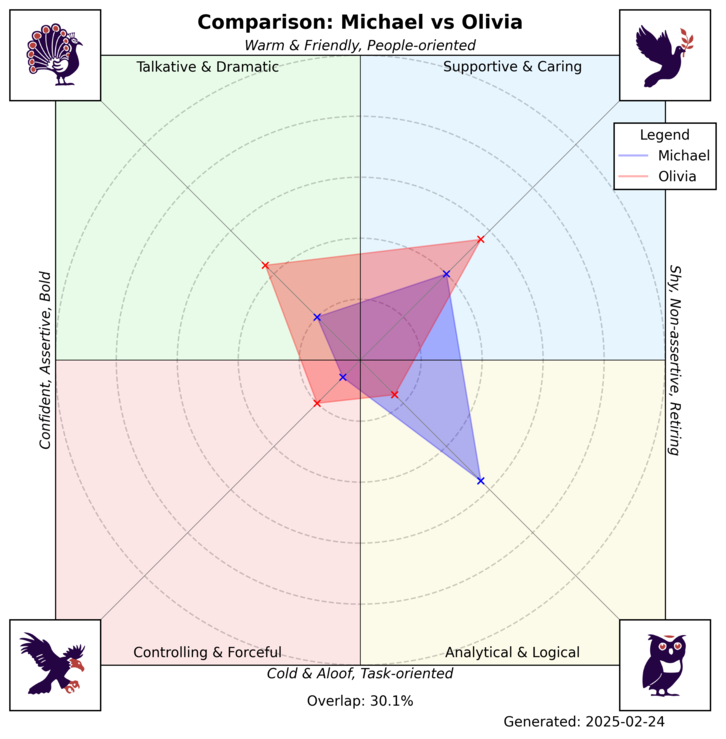 Comparison: Michael vs Olivia
Warm & Friendly, People-oriented
Talkative & Dramatic
Supportive & Caring
Legend
Michael
Olivia
Confident, Assertive, Bold
Shy, Non-assertive, Retiring
Controlling & Forceful
Analytical & Logical
Cold & Aloof, Task-oriented
Overlap: 30.1%
Generated: 2025-02-24